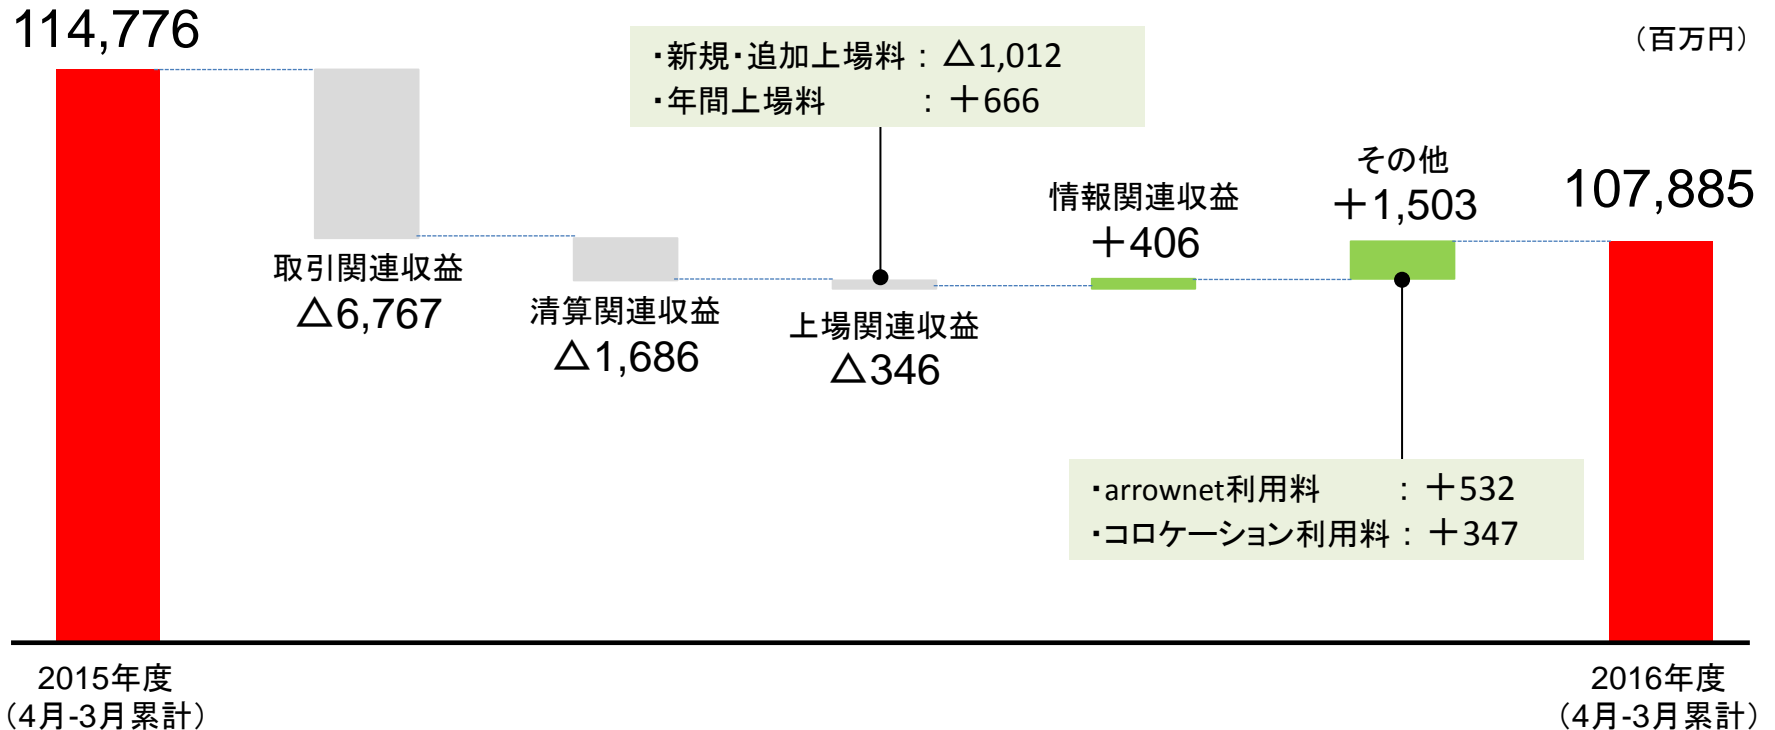 114,776
（百万円）
・新規・追加上場料 : △1,012
・年間上場料 : ＋666
取引関連収益
△6,767
清算関連収益
△1,686
上場関連収益
△346
情報関連収益
＋406
その他
＋1,503
107,885
・arrownet利用料 : ＋532
・コロケーション利用料 : ＋347
2015年度
（4月-3月累計）
2016年度
（4月-3月累計）